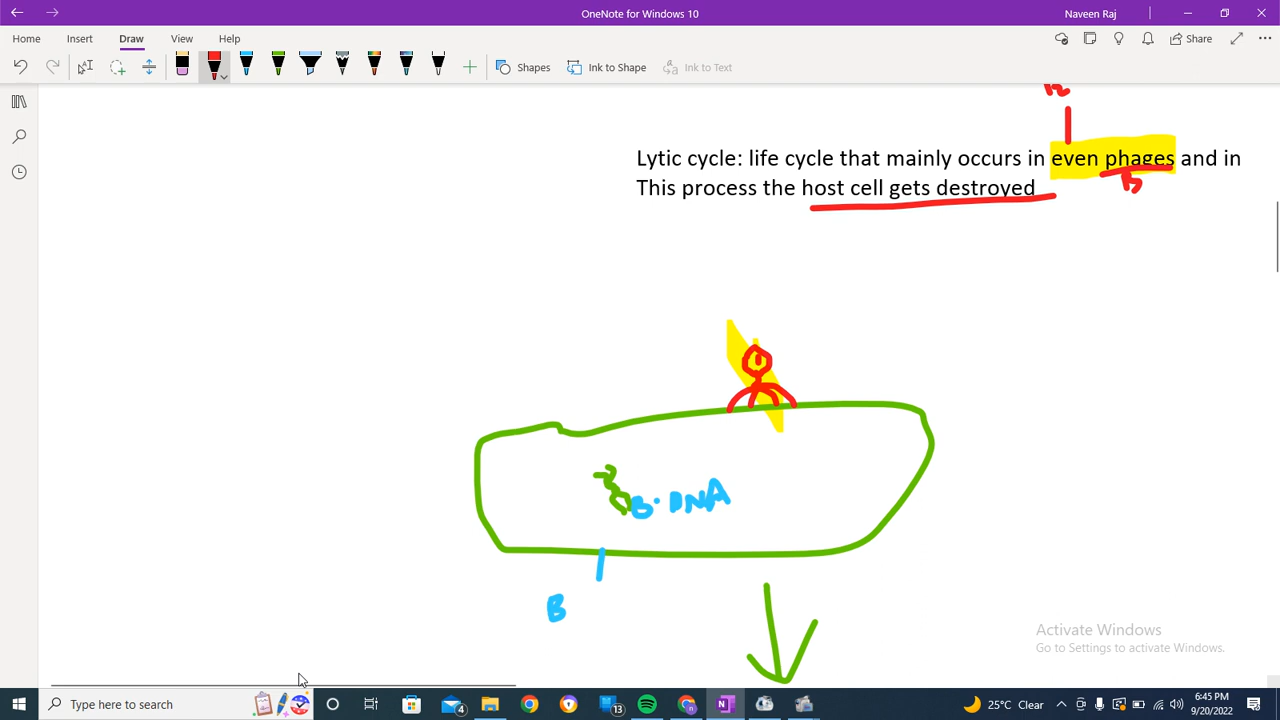 OneNote for Windows 10
Naveen Raj
Home Insert Draw View Help
Share
Shapes
Ink to Shape
Ink to Text
Lytic cycle: life cycle that mainly occurs in even phages and in
This process the host cell gets destroyed
B. DNA
B
Activate Windows
Go to Settings to activate Windows.
Type here to search
4
13
25°C Clear
6:45 PM
9/20/2022